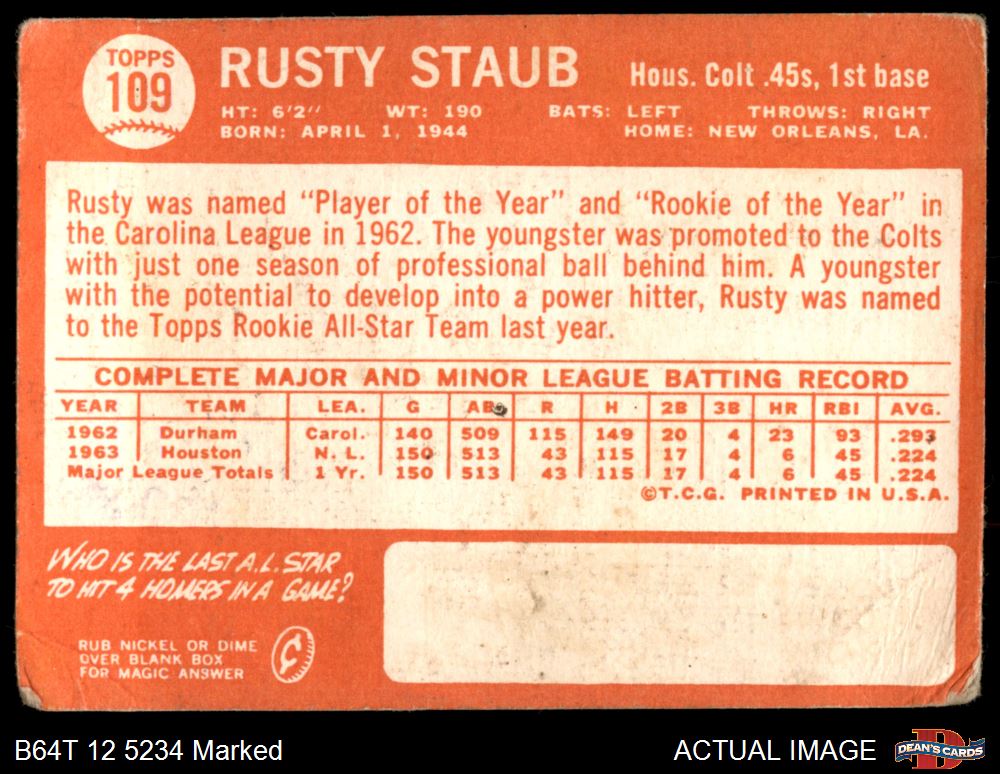 TOPPS
109
RUSTY STAUB
Hous. Colt .45s, 1st base
HT: 6'2" WT: 190 BATS: LEFT THROWS: RIGHT
BORN: APRIL 1, 1944 HOME: NEW ORLEANS, LA.
Rusty was named "Player of the Year" and "Rookie of the Year" in
the Carolina League in 1962. The youngster was promoted to the Colts
with just one season of professional ball behind him. A youngster
with the potential to develop into a power hitter, Rusty was named
to the Topps Rookie All-Star Team last year.
COMPLETE MAJOR AND MINOR LEAGUE BATTING RECORD
YEAR TEAM LEA. G AB R H 2B 3B HR RBI AVG.
1962 Durham Carol. 140 509 115 149 20 4 23 93 .293
1963 Houston N. L. 150 513 43 115 17 4 6 45 .224
Major League Totals 1 Yr. 150 513 43 115 17 4 6 45 .224
©T.C.G. PRINTED IN U.S.A.
WHO IS THE LAST A.L. STAR
TO HIT 4 HOMERS IN A GAME?
RUB NICKEL OR DIME
OVER BLANK BOX
FOR MAGIC ANSWER
B64T 12 5234 Marked
ACTUAL IMAGE
DEAN'S CARDS